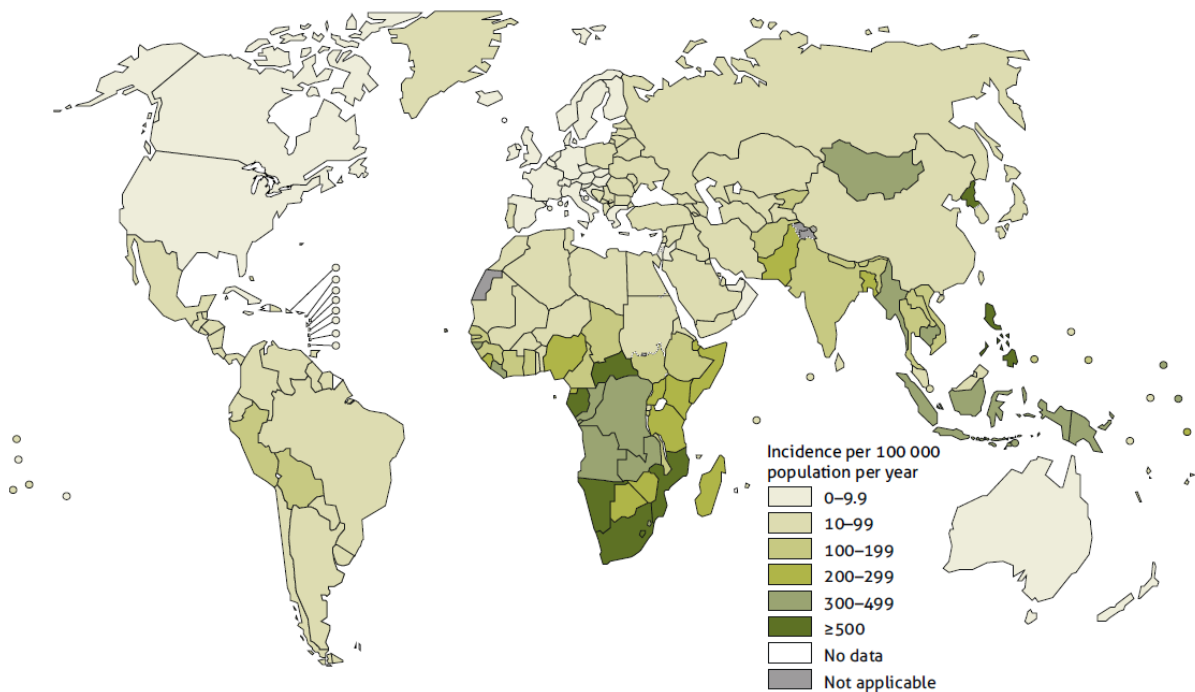 Incidence per 100 000
population per year
0–9.9
10–99
100–199
200–299
300–499
≥500
No data
Not applicable